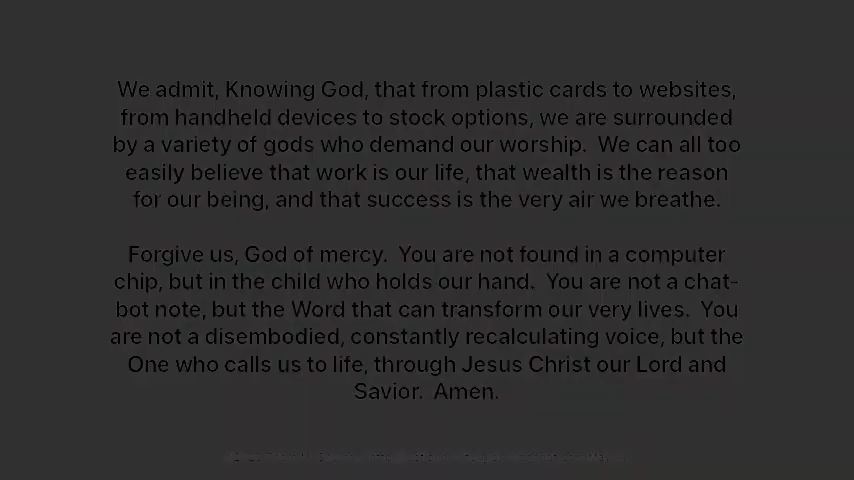 We admit, Knowing God, that from plastic cards to websites,
from handheld devices to stock options, we are surrounded
by a variety of gods who demand our worship.  We can all too
easily believe that work is our life, that wealth is the reason
for our being, and that success is the very air we breathe.
Forgive us, God of mercy.  You are not found in a computer
chip, but in the child who holds our hand.  You are not a chat-
bot note, but the Word that can transform our very lives.  You
are not a disembodied, constantly recalculating voice, but the
One who calls us to life, through Jesus Christ our Lord and
Savior.  Amen.